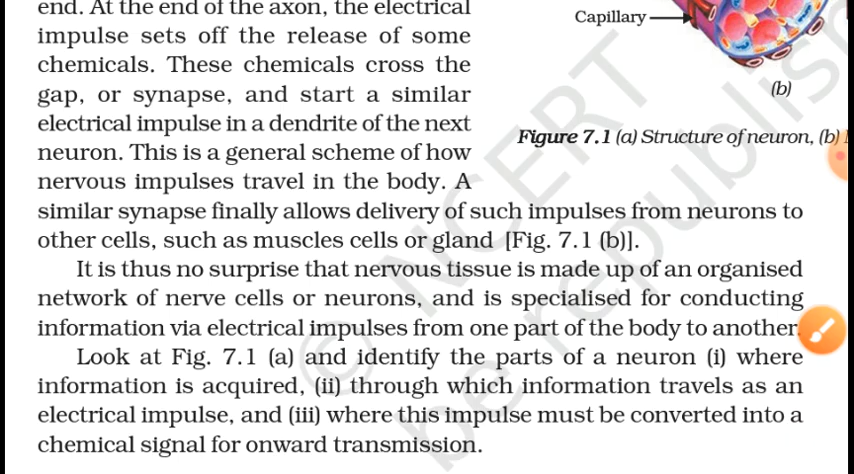 end. At the end of the axon, the electrical
impulse sets off the release of some
chemicals. These chemicals cross the
gap, or synapse, and start a similar
electrical impulse in a dendrite of the next
neuron. This is a general scheme of how
nervous impulses travel in the body. A
Capillary
(b)
Figure 7.1 (a) Structure of neuron, (b)
similar synapse finally allows delivery of such impulses from neurons to
other cells, such as muscles cells or gland [Fig. 7.1 (b)].
It is thus no surprise that nervous tissue is made up of an organised
network of nerve cells or neurons, and is specialised for conducting
information via electrical impulses from one part of the body to another.
Look at Fig. 7.1 (a) and identify the parts of a neuron (i) where
information is acquired, (ii) through which information travels as an
electrical impulse, and (iii) where this impulse must be converted into a
chemical signal for onward transmission.
© NCERT
be republis